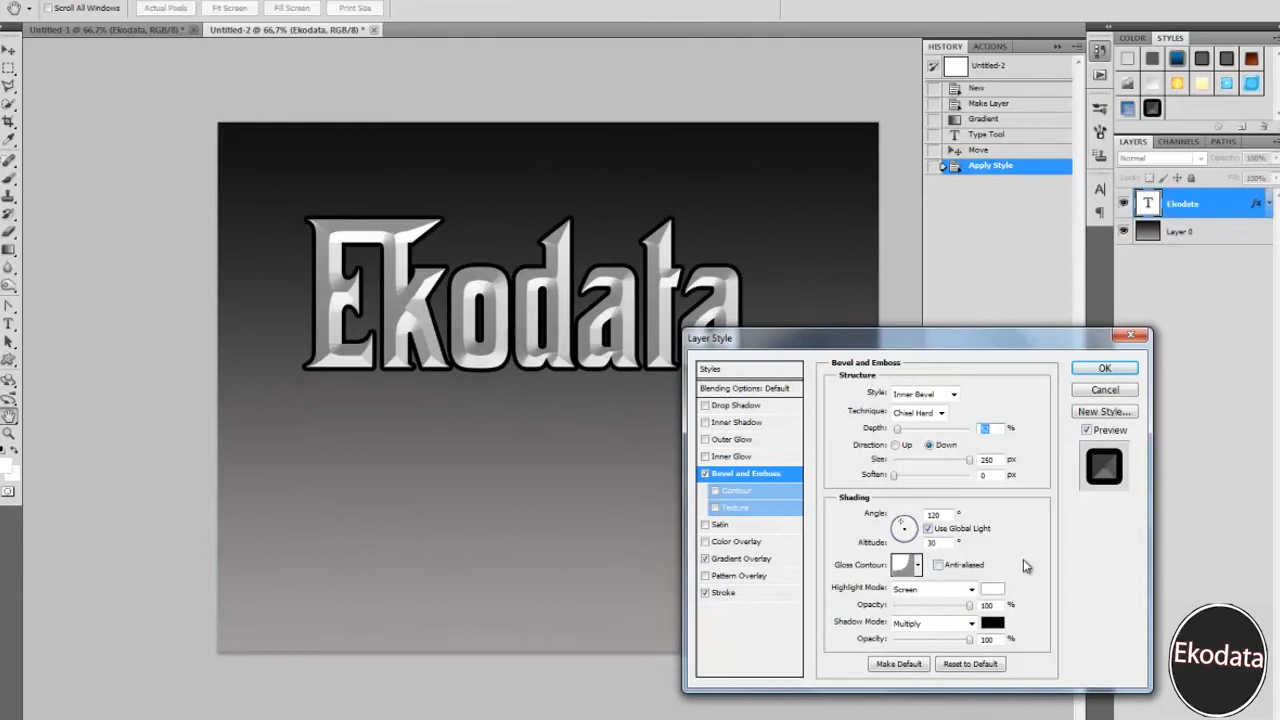 Scroll All Windows Actual Pixels Fit Screen Fill Screen Print Size
Untitled-1 @ 66,7% (Ekodata, RGB/8) * Untitled-2 @ 66,7% (Ekodata, RGB/8) *
HISTORY ACTIONS
Untitled-2
New
Make Layer
Gradient
Type Tool
Move
Apply Style
COLOR STYLES
LAYERS CHANNELS PATHS
Normal Opacity: 100%
Lock: Fill: 100%
T Ekodata fx
Layer 0
Ekodata
Layer Style
Styles
Blending Options: Default
Drop Shadow
Inner Shadow
Outer Glow
Inner Glow
Bevel and Emboss
Contour
Texture
Satin
Color Overlay
Gradient Overlay
Pattern Overlay
Stroke
Bevel and Emboss
Structure
Style: Inner Bevel
Technique: Chisel Hard
Depth: %
Direction: Up Down
Size: 250 px
Soften: 0 px
Shading
Angle: 120 °
Use Global Light
Altitude: 30 °
Gloss Contour: Anti-aliased
Highlight Mode: Screen
Opacity: 100 %
Shadow Mode: Multiply
Opacity: 100 %
Make Default Reset to Default
OK
Cancel
New Style...
Preview
Ekodata